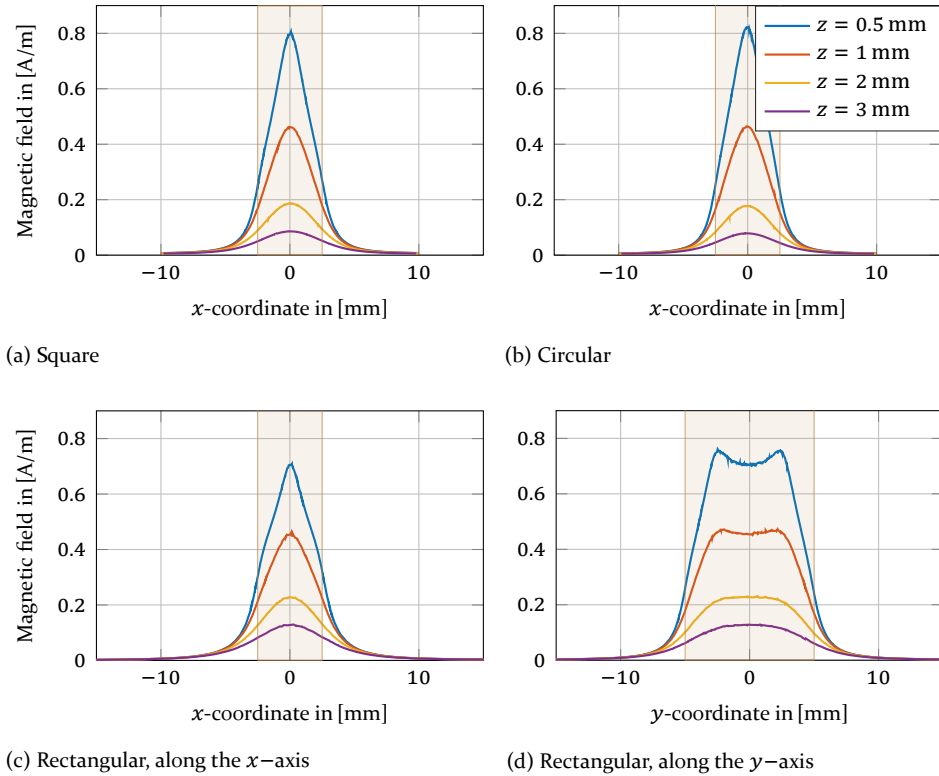 0
0.2
0.4
0.6
0.8
Magnetic field in [A/m]
−10
0
10
x-coordinate in [mm]
(a) Square
0
0.2
0.4
0.6
0.8
z = 0.5 mm
z = 1 mm
z = 2 mm
z = 3 mm
−10
0
10
x-coordinate in [mm]
(b) Circular
0
0.2
0.4
0.6
0.8
Magnetic field in [A/m]
−10
0
10
x-coordinate in [mm]
(c) Rectangular, along the x−axis
0
0.2
0.4
0.6
0.8
−10
0
10
y-coordinate in [mm]
(d) Rectangular, along the y−axis